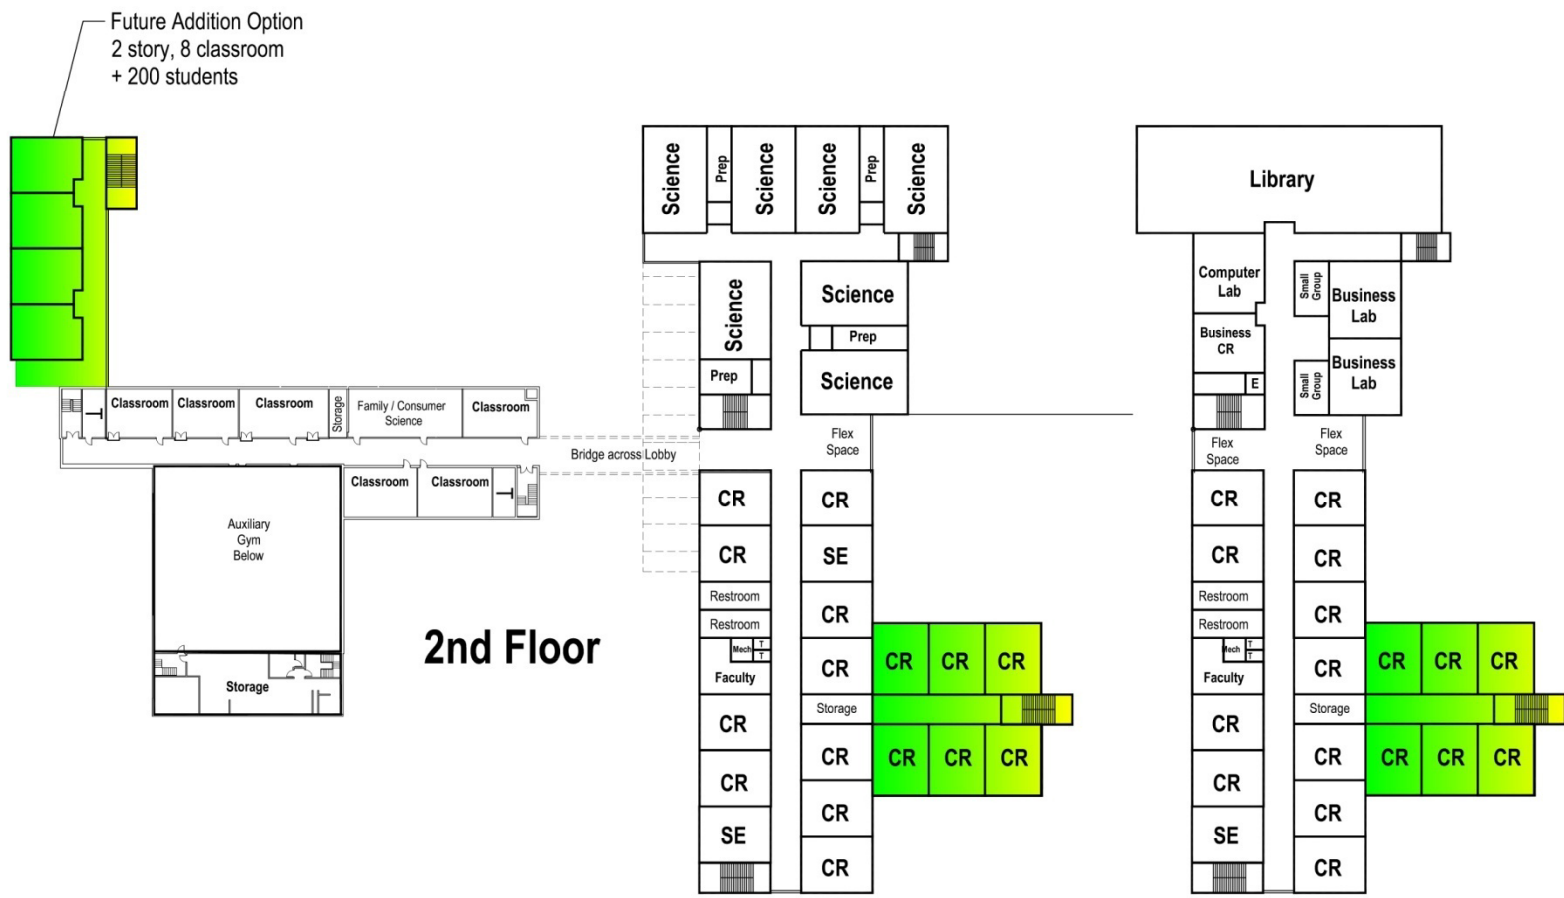 Future Addition Option
2 story, 8 classroom
+ 200 students
Classroom
Classroom
Classroom
Storage
Family / Consumer
Science
Classroom
Classroom
Classroom
Auxiliary
Gym
Below
Storage
2nd Floor
Bridge across Lobby
Science
Prep
Science
Science
Prep
Science
Science
Prep
Science
Prep
Science
Flex
Space
CR
CR
CR
SE
Restroom
Restroom
CR
Mech
T
T
Faculty
CR
CR
CR
CR
Storage
CR
CR
CR
CR
CR
CR
CR
SE
CR
CR
Library
Computer
Lab
Small
Group
Business
Lab
Business
CR
Small
Group
Business
Lab
E
Flex
Space
Flex
Space
CR
CR
CR
CR
Restroom
Restroom
CR
Mech
T
T
Faculty
CR
CR
CR
CR
Storage
CR
CR
CR
CR
CR
CR
CR
SE
CR
CR